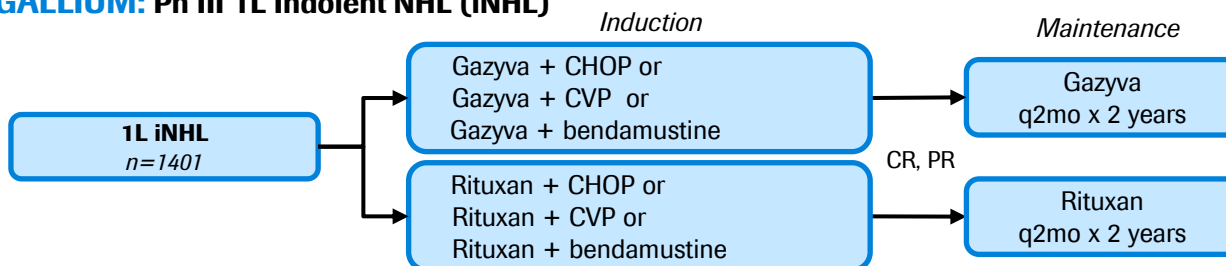 GALLIUM: Ph III 1L Indolent NHL (iNHL)
Induction
Maintenance
1L iNHL
n=1401
Gazyva + CHOP or
Gazyva + CVP or
Gazyva + bendamustine
Gazyva
q2mo x 2 years
CR, PR
Rituxan + CHOP or
Rituxan + CVP or
Rituxan + bendamustine
Rituxan
q2mo x 2 years